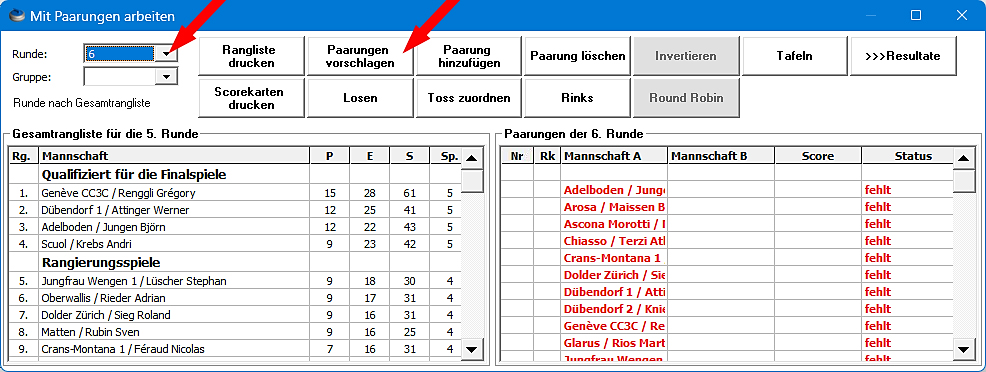 Mit Paarungen arbeiten
Runde: 6
Gruppe:
Runde nach Gesamtrangliste
Rangliste drucken
Paarungen vorschlagen
Paarung hinzufügen
Paarung löschen
Invertieren
Tafeln
>>>Resultate
Scorekarten drucken
Losen
Toss zuordnen
Rinks
Round Robin
Gesamtrangliste für die 5. Runde
Rg. Mannschaft P E S Sp.
Qualifiziert für die Finalspiele
1. Genève CC3C / Renggli Grégory 15 28 61 5
2. Dübendorf 1 / Attinger Werner 12 25 41 5
3. Adelboden / Jungen Björn 12 22 43 5
4. Scuol / Krebs Andri 9 23 42 5
Rangierungsspiele
5. Jungfrau Wengen 1 / Lüscher Stephan 9 18 30 4
6. Oberwallis / Rieder Adrian 9 17 31 4
7. Dolder Zürich / Sieg Roland 9 16 31 4
8. Matten / Rubin Sven 9 16 25 4
9. Crans-Montana 1 / Féraud Nicolas 7 16 31 4
Paarungen der 6. Runde
Nr Rk Mannschaft A Mannschaft B Score Status
Adelboden / Junge fehlt
Arosa / Maissen B fehlt
Ascona Morotti / fehlt
Chiasso / Terzi Atl fehlt
Crans-Montana 1 fehlt
Dolder Zürich / Sie fehlt
Dübendorf 1 / Atti fehlt
Dübendorf 2 / Knie fehlt
Genève CC3C / Re fehlt
Glarus / Rios Mart fehlt
Jungfrau Wengen fehlt